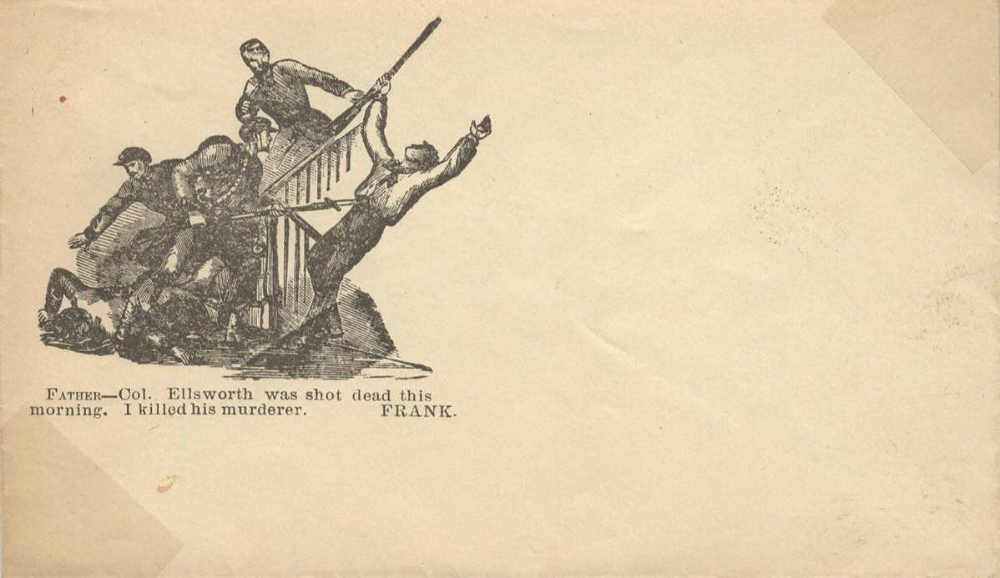 FATHER—Col. Ellsworth was shot dead this
morning. I killed his murderer. FRANK.